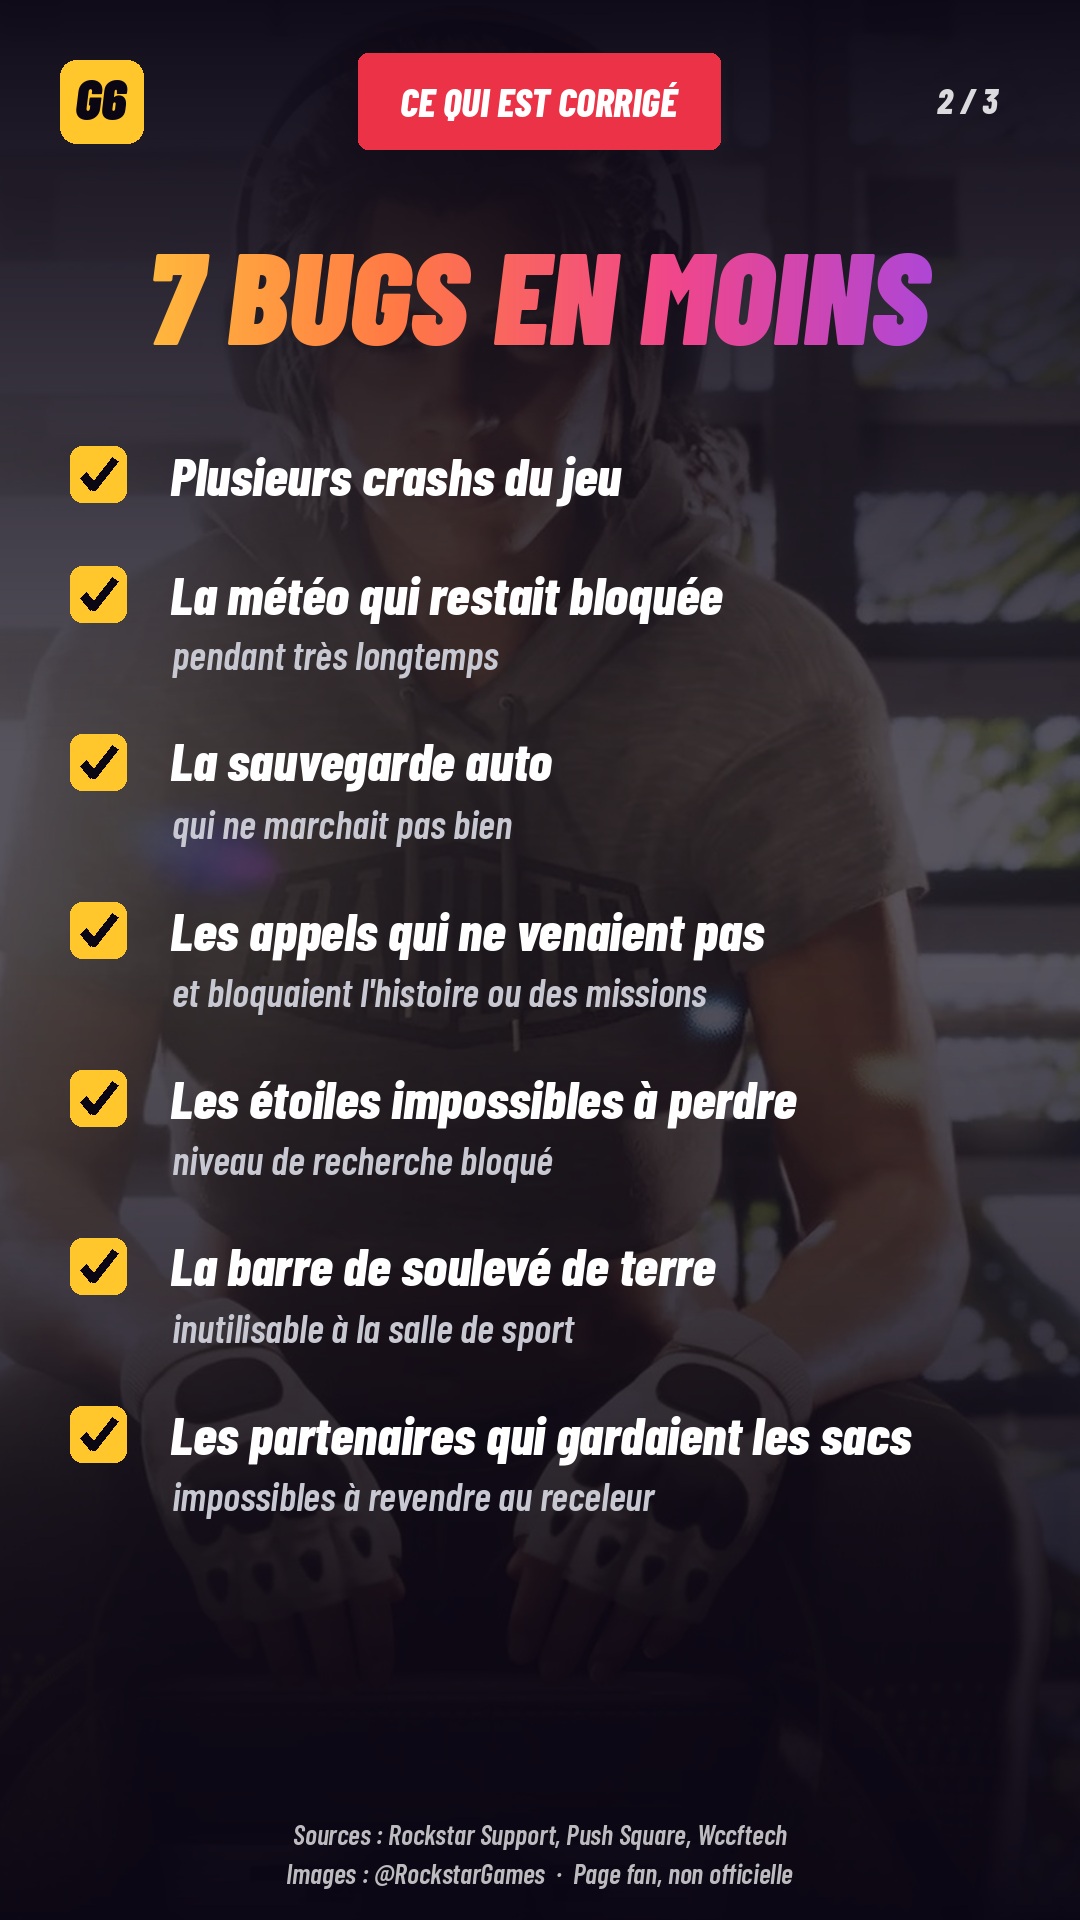 G6
CE QUI EST CORRIGÉ
2 / 3
7 BUGS EN MOINS
Plusieurs crashs du jeu
La météo qui restait bloquée
pendant très longtemps
La sauvegarde auto
qui ne marchait pas bien
Les appels qui ne venaient pas
et bloquaient l'histoire ou des missions
Les étoiles impossibles à perdre
niveau de recherche bloqué
La barre de soulevé de terre
inutilisable à la salle de sport
Les partenaires qui gardaient les sacs
impossibles à revendre au receleur
Sources : Rockstar Support, Push Square, Wccftech
Images : @RockstarGames · Page fan, non officielle